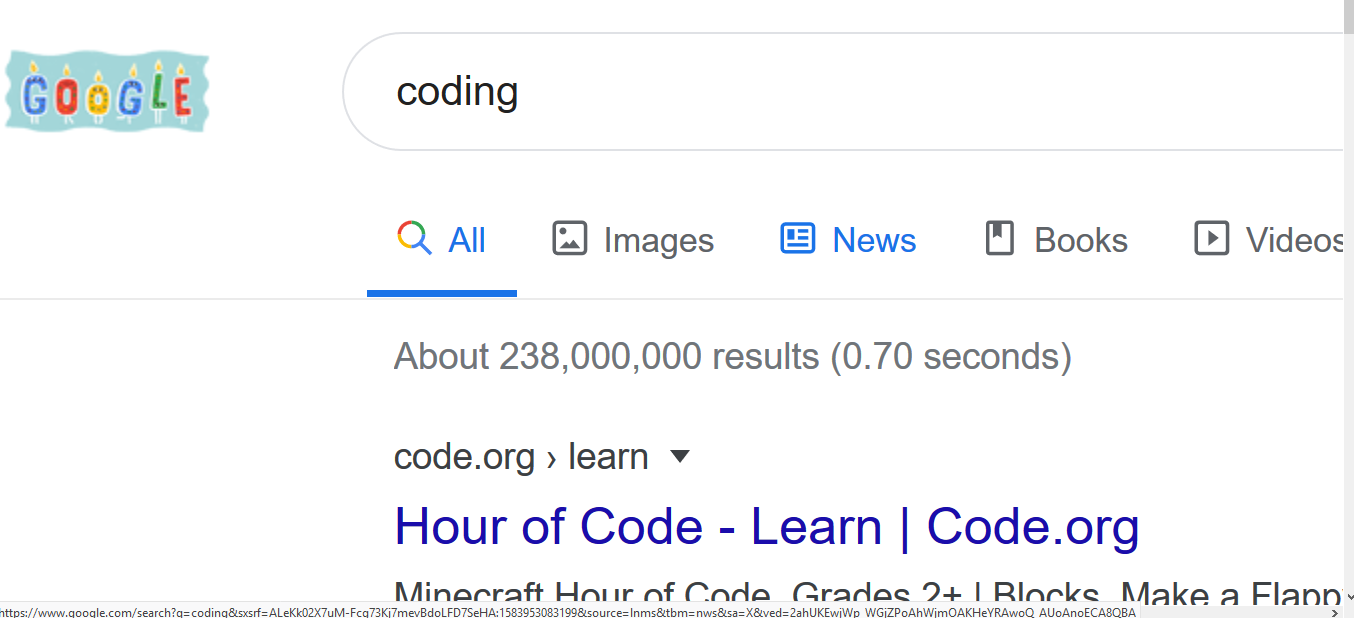 GOOGLE
coding
All Images News Books Videos
About 238,000,000 results (0.70 seconds)
code.org › learn
Hour of Code - Learn | Code.org
Minecraft Hour of Code. Grades 2+ | Blocks. Make a Flapp
https://www.google.com/search?q=coding&sxsrf=ALeKk02X7uM-Fcg73Kj7mevBdoLFD7SeHA:1583953083199&source=lnms&tbm=nws&sa=X&ved=2ahUKEwjWp_WGjZPoAhWjmOAKHeYRAwoQ_AUoAnoECA8QBA